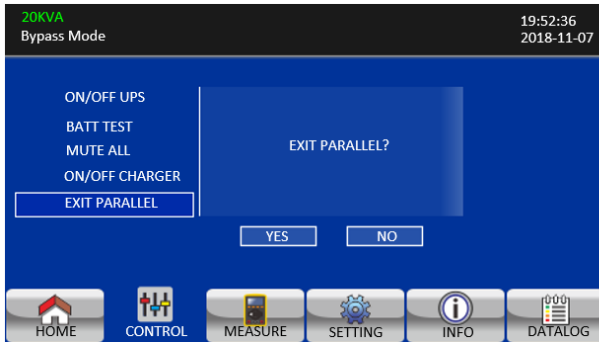 20KVA
Bypass Mode
19:52:36
2018-11-07
ON/OFF UPS
BATT TEST
MUTE ALL
ON/OFF CHARGER
EXIT PARALLEL
EXIT PARALLEL?
YES NO
HOME CONTROL MEASURE SETTING INFO DATALOG